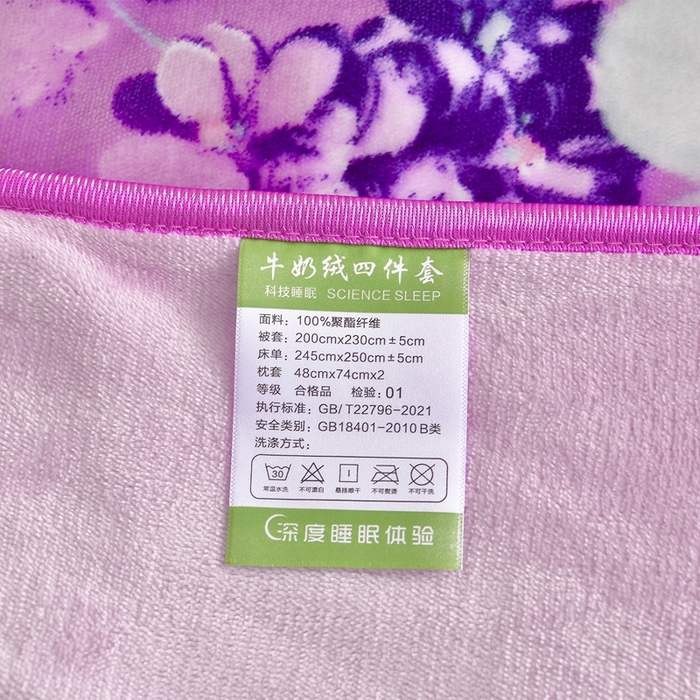 牛奶绒四件套
科技睡眠 SCIENCE SLEEP
面料：100%聚酯纤维
被套：200cmx230cm±5cm
床单：245cmx250cm±5cm
枕套：48cmx74cmx2
等级 合格品 检验：01
执行标准：GB/T22796-2021
安全类别：GB18401-2010 B类
洗涤方式：
30
常温水洗 不可漂白 悬挂晾干 不可熨烫 不可干洗
深度睡眠体验